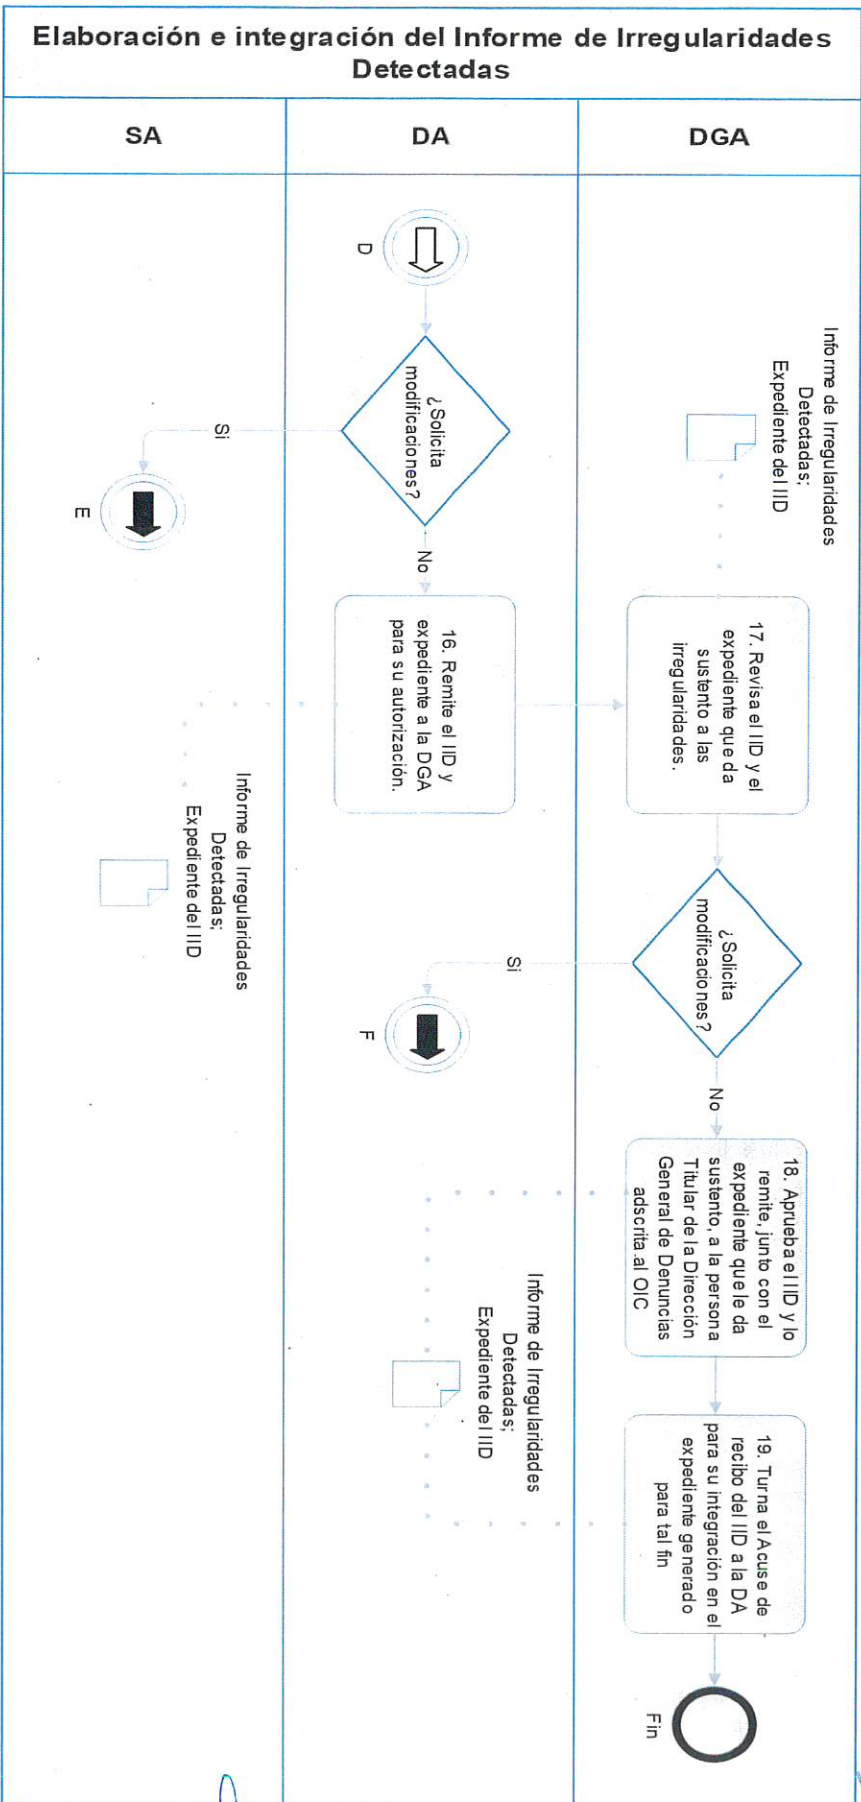 Elaboración e integración del Informe de Irregularidades
Detectadas
SA
DA
DGA
D
¿Solicita
modificaciones?
Si
E
No
16. Remite el IID y
expediente a la DGA
para su autorización.
Informe de Irregularidades
Detectadas;
Expediente del IID
Informe de Irregularidades
Detectadas;
Expediente del IID
17. Revisa el IID y el
expediente que da
sustento a las
irregularidades.
¿Solicita
modificaciones?
Si
F
No
18. Aprueba el IID y lo
remite, junto con el
expediente que le da
sustento, a la persona
Titular de la Dirección
General de Denuncias
adscrita al OIC
Informe de Irregularidades
Detectadas;
Expediente del IID
19. Turna el Acuse de
recibo del IID a la DA
para su integración en el
expediente generado
para tal fin
Fin